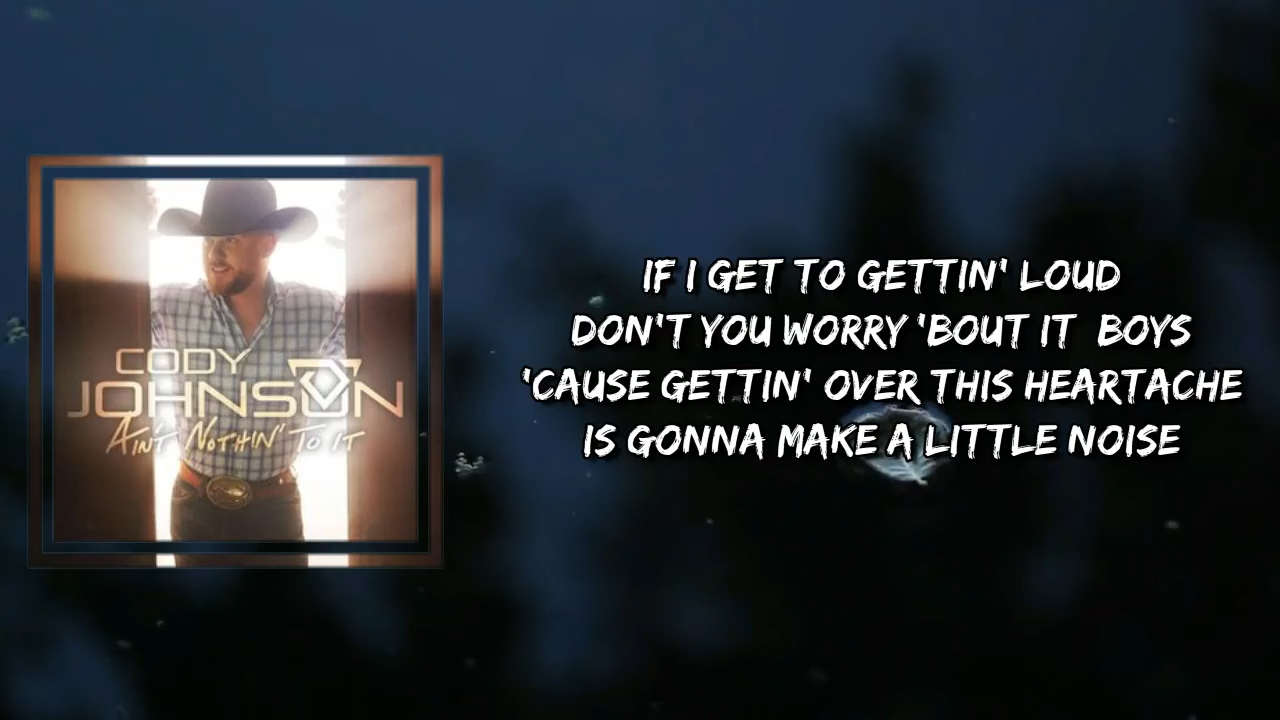 CODY
JOHNSON
AIN'T NOTHIN' TO IT
IF I GET TO GETTIN' LOUD
DON'T YOU WORRY 'BOUT IT BOYS
'CAUSE GETTIN' OVER THIS HEARTACHE
IS GONNA MAKE A LITTLE NOISE